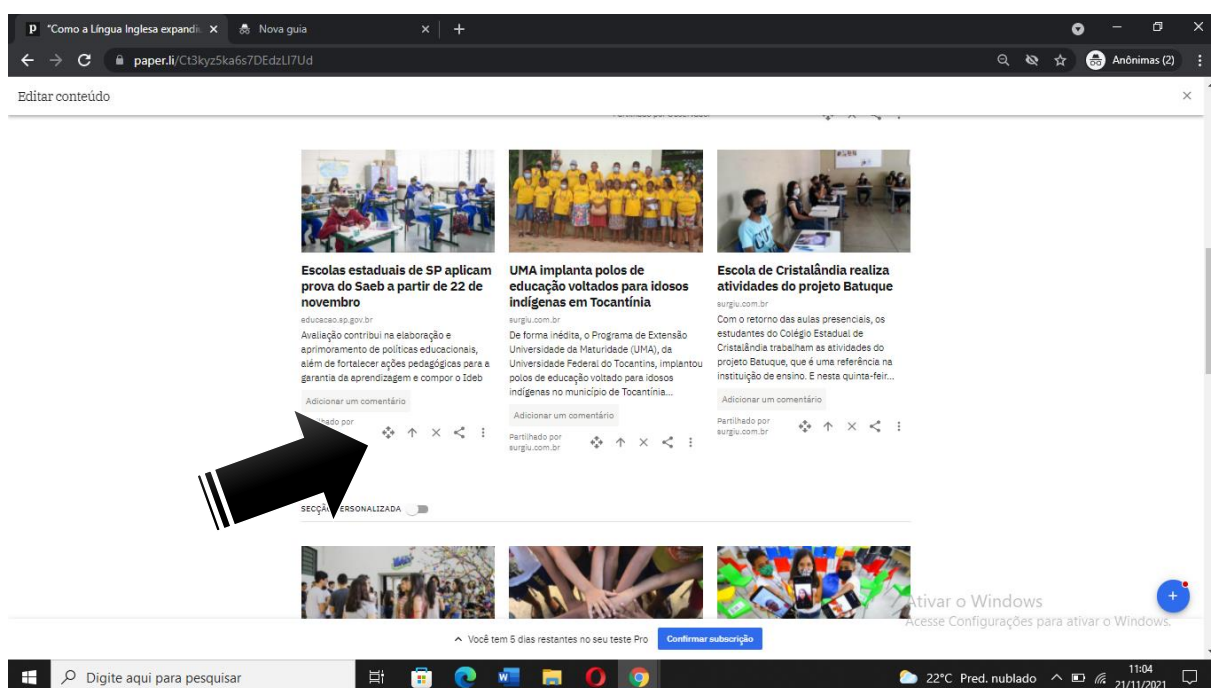 "Como a Língua Inglesa expandi
Nova guia
paper.li/Ct3kyz5ka6s7DEdzLl7Ud
Anônimas (2)
Editar conteúdo
Escolas estaduais de SP aplicam
prova do Saeb a partir de 22 de
novembro
educacao.sp.gov.br
Avaliação contribui na elaboração e
aprimoramento de políticas educacionais,
além de fortalecer ações pedagógicas para a
garantia da aprendizagem e compor o Ideb
Adicionar um comentário
por
UMA implanta polos de
educação voltados para idosos
indígenas em Tocantínia
surgiu.com.br
De forma inédita, o Programa de Extensão
Universidade da Maturidade (UMA), da
Universidade Federal do Tocantins, implantou
polos de educação voltado para idosos
indígenas no município de Tocantínia...
Adicionar um comentário
Partilhado por
surgiu.com.br
Escola de Cristalândia realiza
atividades do projeto Batuque
surgiu.com.br
Com o retorno das aulas presenciais, os
estudantes do Colégio Estadual de
Cristalândia trabalham as atividades do
projeto Batuque, que é uma referência na
instituição de ensino. E nesta quinta-feir...
Adicionar um comentário
Partilhado por
surgiu.com.br
SECÇÃO PERSONALIZADA
Ativar o Windows
Acesse Configurações para ativar o Windows.
Você tem 5 dias restantes no seu teste Pro
Confirmar subscrição
Digite aqui para pesquisar
22°C Pred. nublado
11:04
21/11/2021